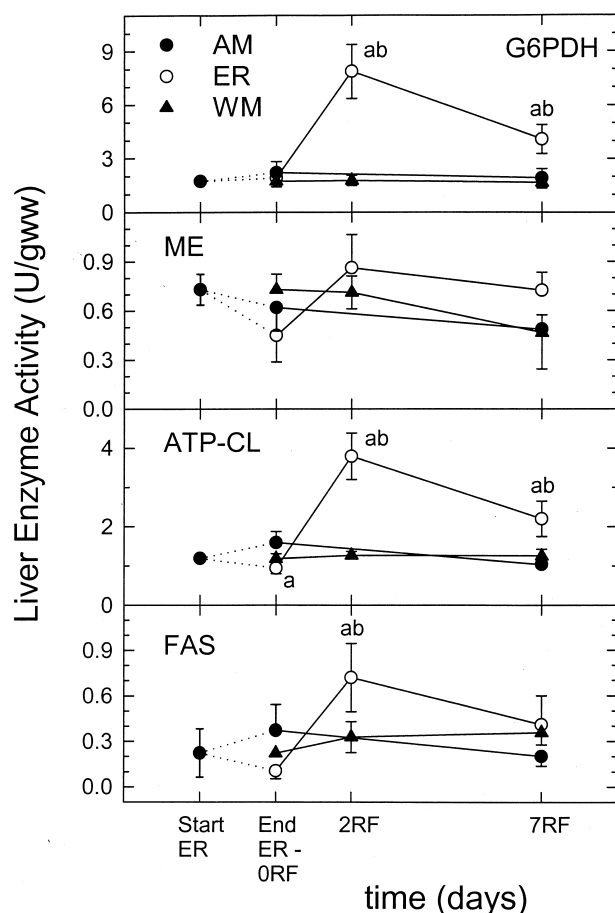 Liver Enzyme Activity (U/gww)
AM
ER
WM
G6PDH
ab
ab
9
6
3
0
ME
0.9
0.6
0.3
0.0
ATP-CL
ab
ab
a
4
2
0
FAS
ab
0.9
0.6
0.3
0.0
Start
ER
End
ER -
0RF
2RF
7RF
time (days)